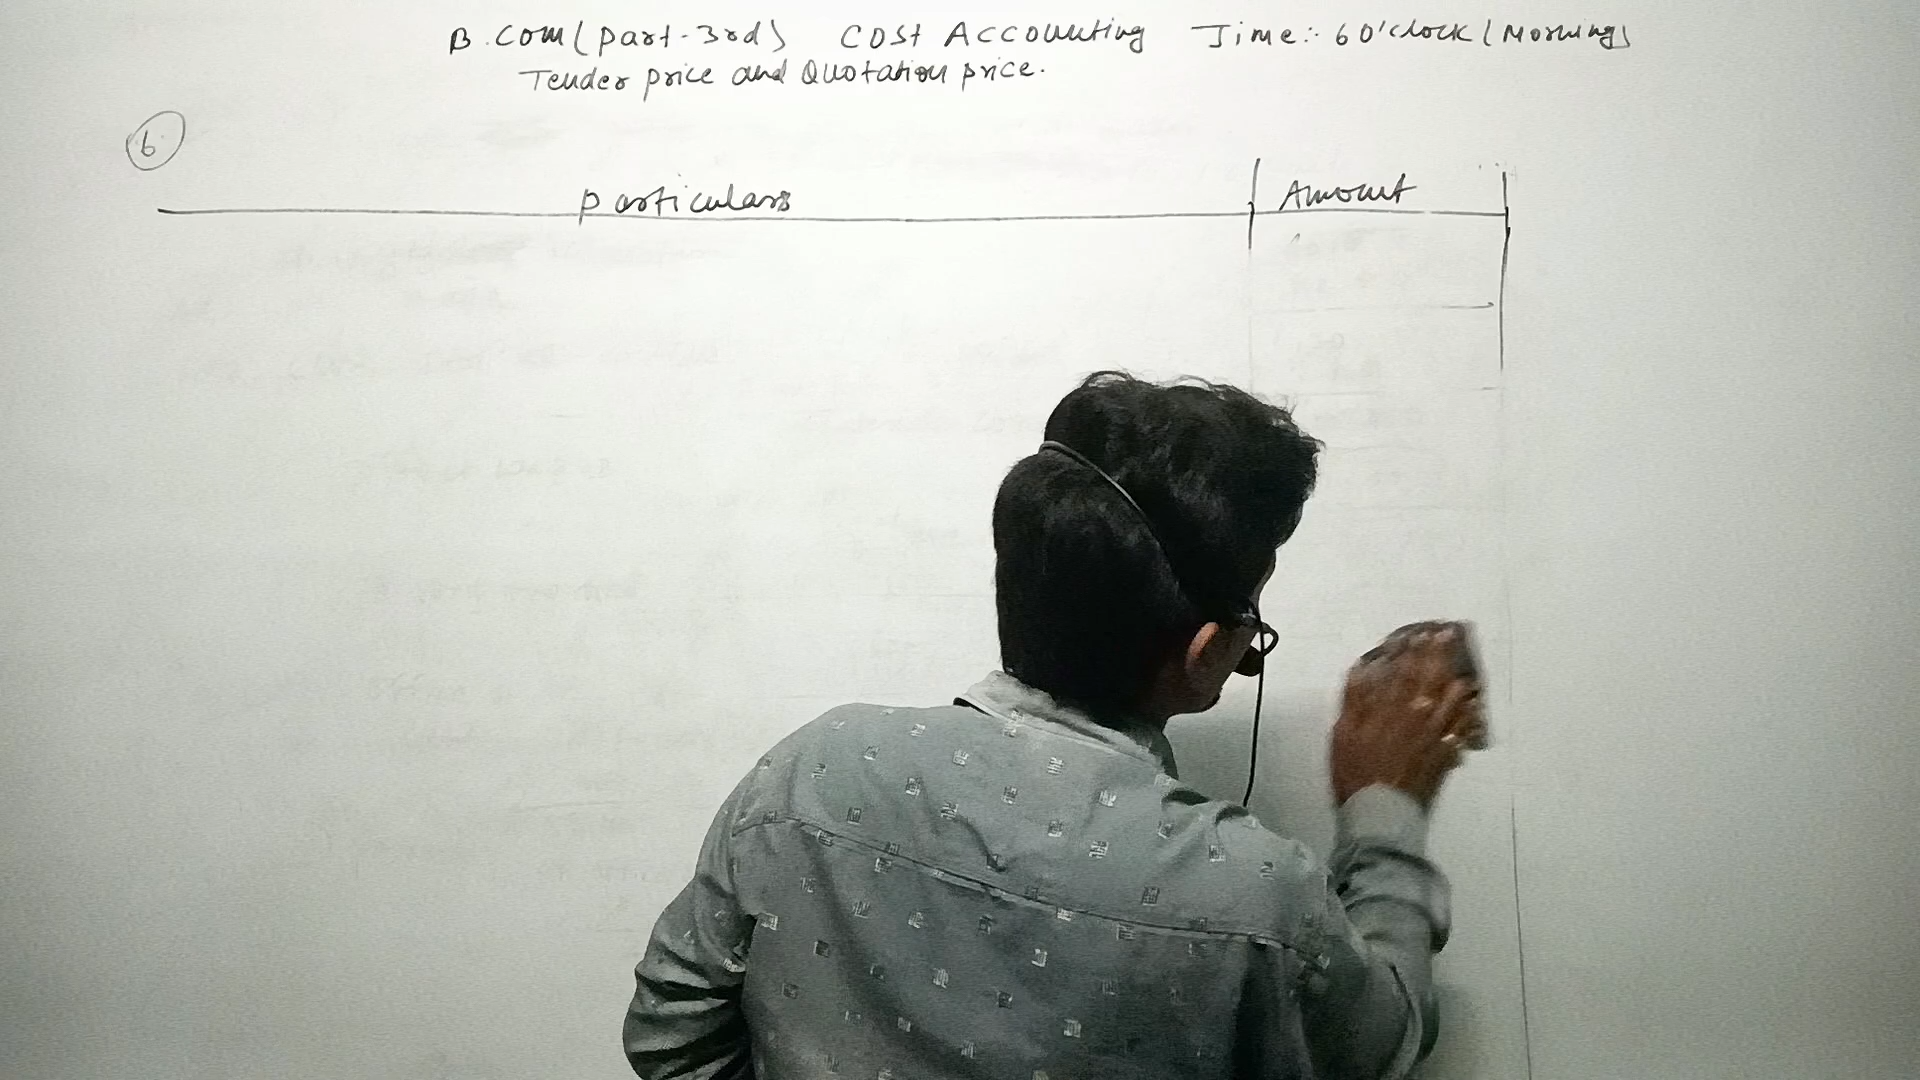 B.Com(part-3rd) COST ACCOUNTING Time:- 6 O'clock (Morning)
Tender price and Quotation price.
6.
particulars Amount